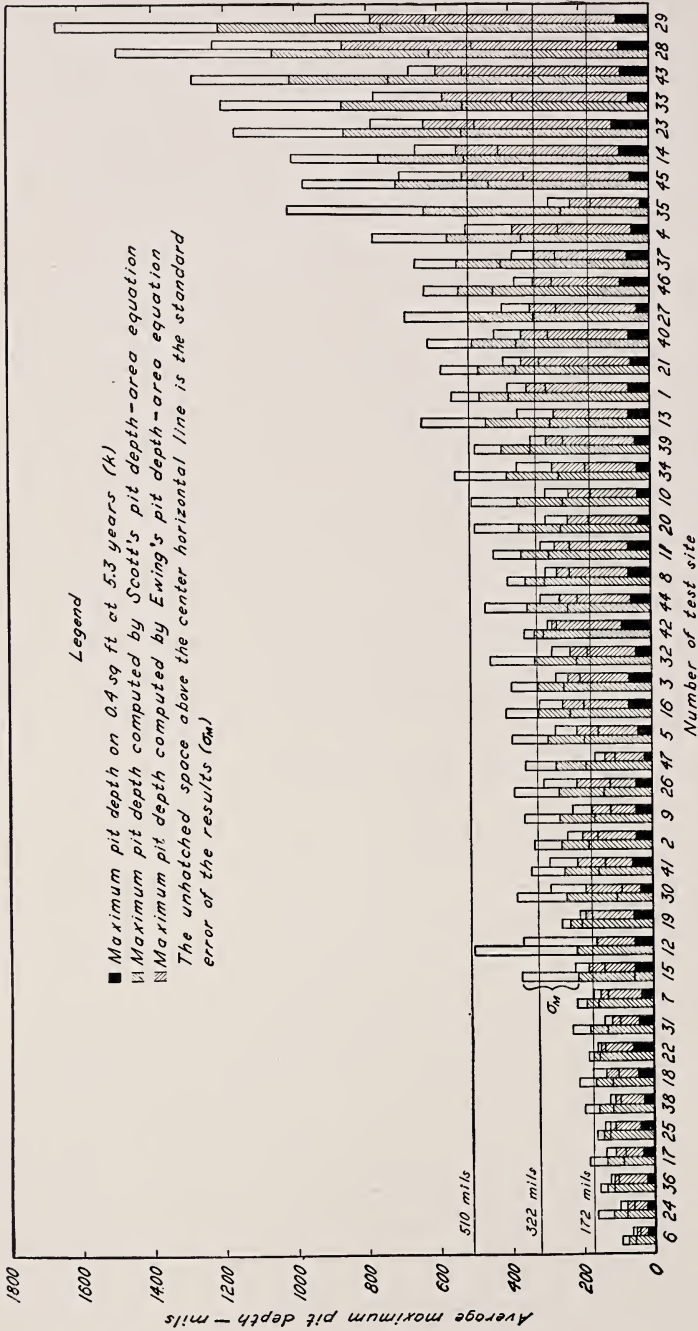 Legend
Maximum pit depth on 0.4 sq ft at 5.3 years (k)
Maximum pit depth computed by Scott's pit depth-area equation
Maximum pit depth computed by Ewing's pit depth-area equation
The unhatched space above the center horizontal line is the standard
error of the results (σM)
Average maximum pit depth — mils
1800
1600
1400
1200
1000
800
600
400
200
0
510 mils
322 mils
172 mils
σM
6 24 36 17 25 38 18 22 31 7 15 12 19 30 41 2 9 26 47 5 16 3 32 42 44 8 11 20 10 34 39 13 1 21 40 27 46 37 4 35 45 14 23 33 43 28 29
Number of test site